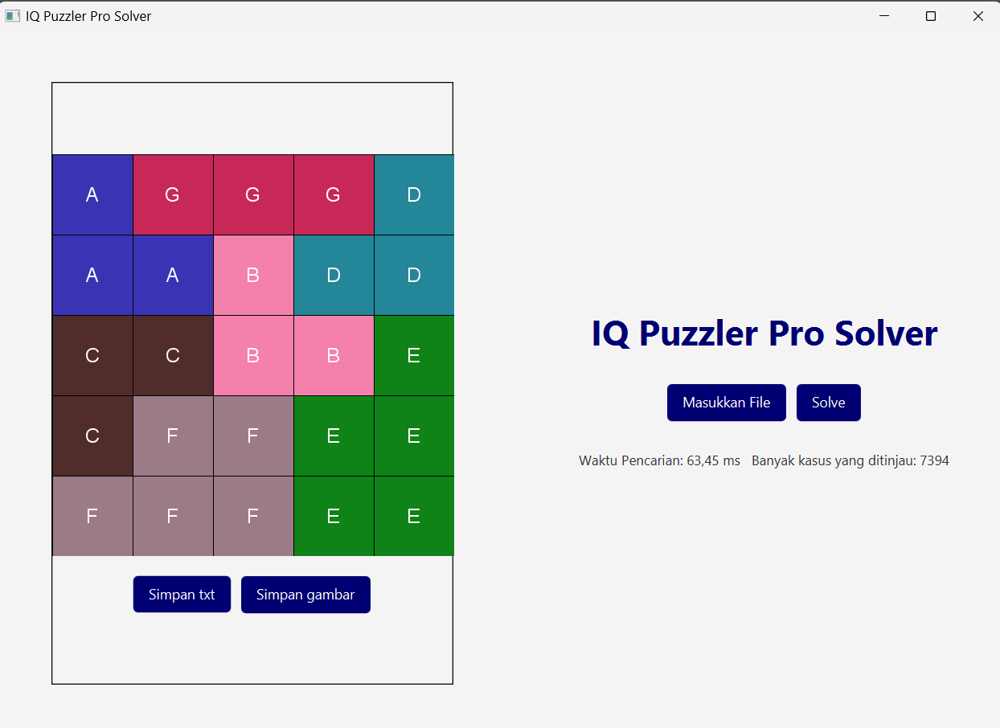 IQ Puzzler Pro Solver
A G G G D
A A B D D
C C B B E
C F F E E
F F F E E
Simpan txt Simpan gambar
IQ Puzzler Pro Solver
Masukkan File Solve
Waktu Pencarian: 63,45 ms Banyak kasus yang ditinjau: 7394